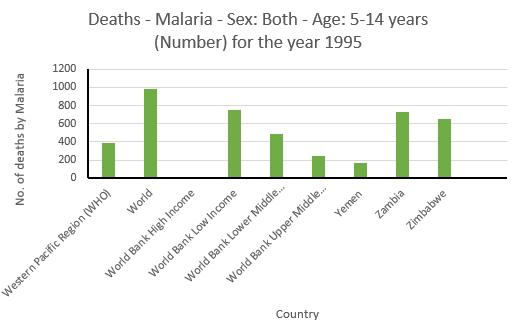 Deaths - Malaria - Sex: Both - Age: 5-14 years
(Number) for the year 1995
No. of deaths by Malaria
1200
1000
800
600
400
200
0
Western Pacific Region (WHO)
World
World Bank High Income
World Bank Low Income
World Bank Lower Middle...
World Bank Upper Middle...
Yemen
Zambia
Zimbabwe
Country